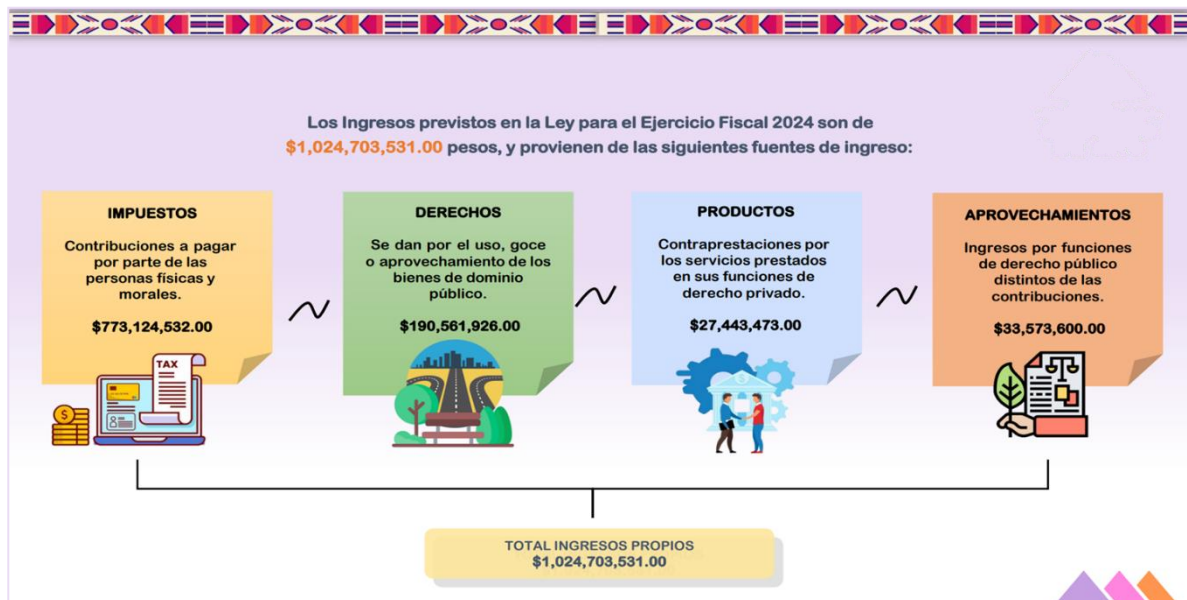 Los Ingresos previstos en la Ley para el Ejercicio Fiscal 2024 son de
$1,024,703,531.00 pesos, y provienen de las siguientes fuentes de ingreso:
IMPUESTOS
Contribuciones a pagar
por parte de las
personas físicas y
morales.
$773,124,532.00
TAX
DERECHOS
Se dan por el uso, goce
o aprovechamiento de los
bienes de dominio
público.
$190,561,926.00
PRODUCTOS
Contraprestaciones por
los servicios prestados
en sus funciones de
derecho privado.
$27,443,473.00
APROVECHAMIENTOS
Ingresos por funciones
de derecho público
distintos de las
contribuciones.
$33,573,600.00
TOTAL INGRESOS PROPIOS
$1,024,703,531.00